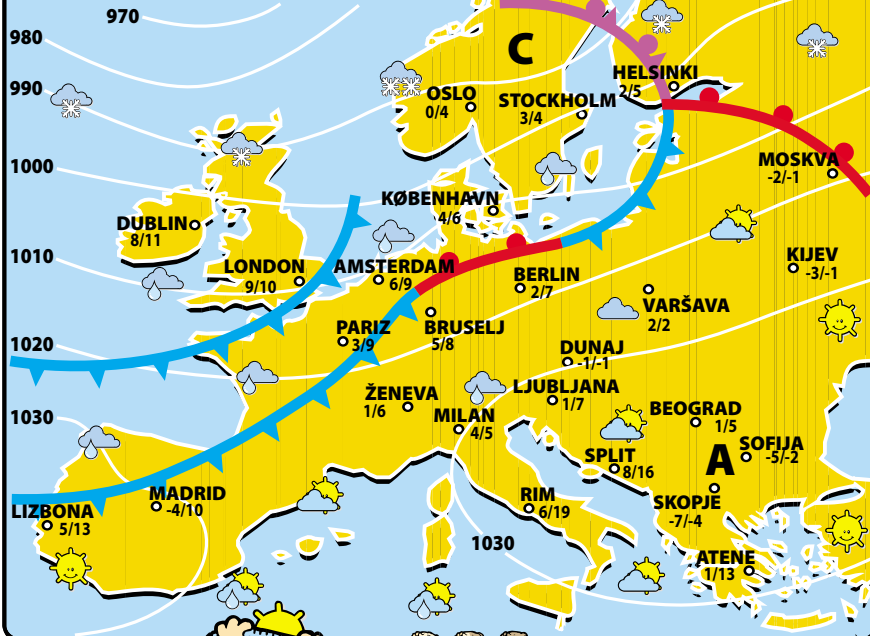 970
980
990
1000
1010
1020
1030
C
OSLO
0/4
STOCKHOLM
3/4
HELSINKI
2/5
MOSKVA
-2/-1
KØBENHAVN
4/6
DUBLIN
8/11
LONDON
9/10
AMSTERDAM
6/9
BERLIN
2/7
KIJEV
-3/-1
VARŠAVA
2/2
PARIZ
3/9
BRUSELJ
5/8
DUNAJ
-1/-1
ŽENEVA
1/6
LJUBLJANA
1/7
MILAN
4/5
BEOGRAD
1/5
SPLIT
8/16
A
SOFIJA
-5/-2
SKOPJE
-7/-4
MADRID
-4/10
LIZBONA
5/13
RIM
6/19
1030
ATENE
1/13